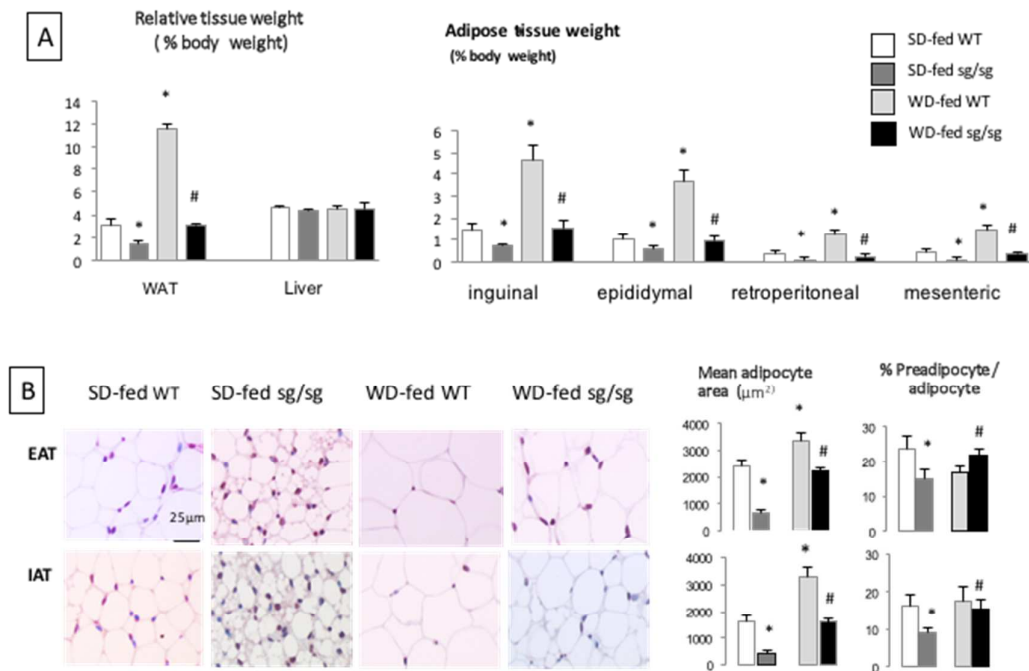 A
Relative tissue weight
( % body weight)
Adipose tissue weight
(% body weight)
SD-fed WT
SD-fed sg/sg
WD-fed WT
WD-fed sg/sg
14
12
10
8
6
4
2
0
*
*
#
WAT
Liver
6
5
4
3
2
1
0
*
*
#
*
*
#
*
*
#
*
*
#
inguinal
epididymal
retroperitoneal
mesenteric
B
SD-fed WT
SD-fed sg/sg
WD-fed WT
WD-fed sg/sg
EAT
25µm
IAT
Mean adipocyte
area (µm²)
4000
3000
2000
1000
0
*
*
#
4000
3000
2000
1000
0
*
*
#
% Preadipocyte/
adipocyte
30
20
10
0
*
#
30
20
10
0
*
#